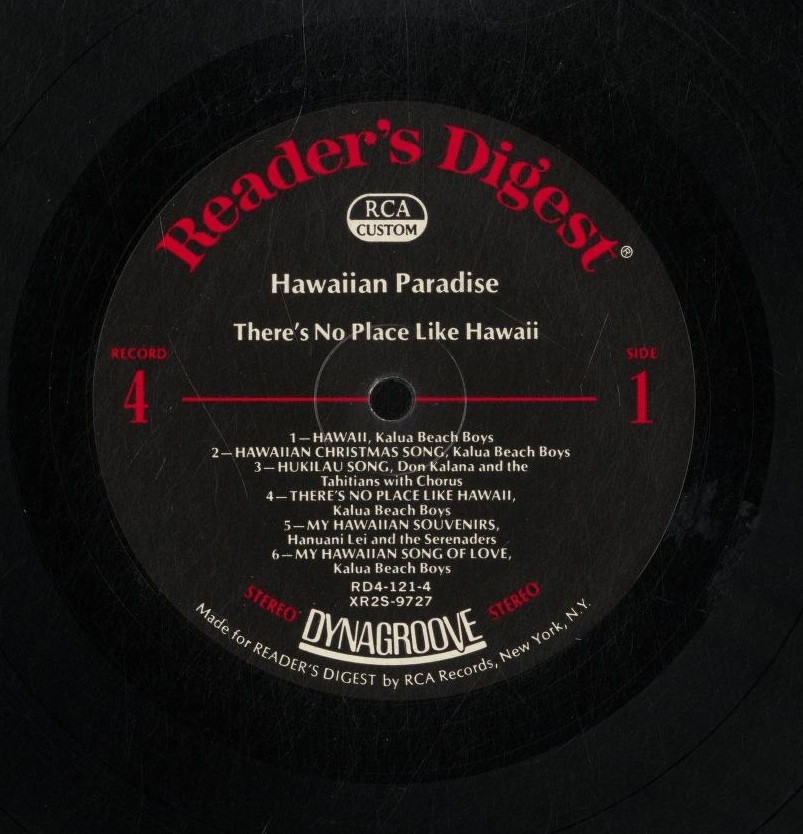 Reader's Digest®
RCA
CUSTOM
Hawaiian Paradise
There's No Place Like Hawaii
RECORD
4
SIDE
1
1—HAWAII, Kalua Beach Boys
2—HAWAIIAN CHRISTMAS SONG, Kalua Beach Boys
3—HUKILAU SONG, Don Kalana and the
Tahitians with Chorus
4—THERE'S NO PLACE LIKE HAWAII,
Kalua Beach Boys
5—MY HAWAIIAN SOUVENIRS,
Hanuani Lei and the Serenaders
6—MY HAWAIIAN SONG OF LOVE,
Kalua Beach Boys
RD4-121-4
XR2S-9727
STEREO DYNAGROOVE STEREO
Made for READER'S DIGEST by RCA Records, New York, N.Y.